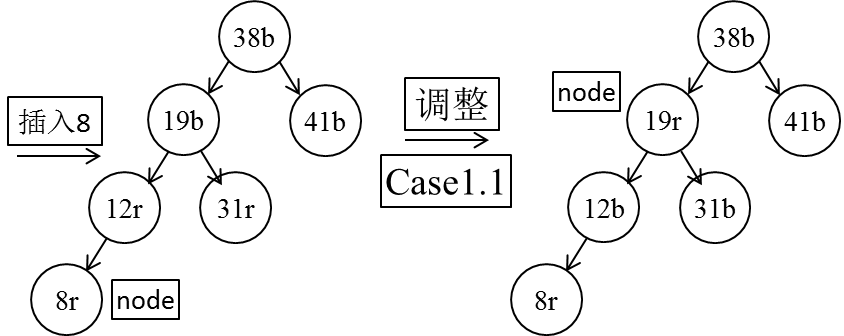 38b
19b
41b
插入8
12r
31r
8r
node
调整
Case1.1
38b
node
19r
41b
12b
31b
8r